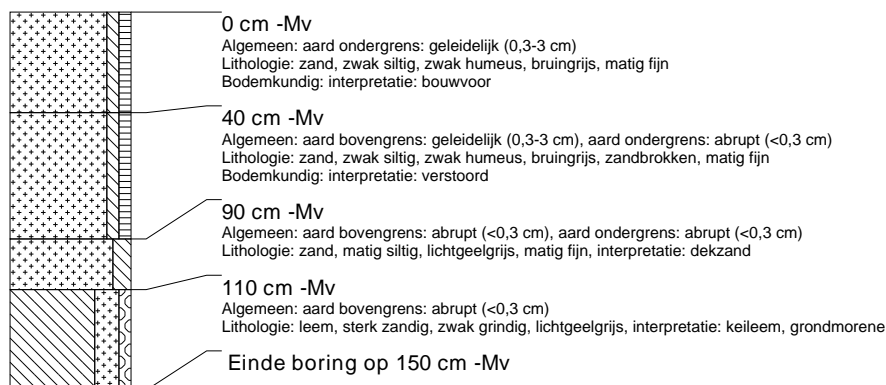 0 cm -Mv
Algemeen: aard ondergrens: geleidelijk (0,3-3 cm)
Lithologie: zand, zwak siltig, zwak humeus, bruingrijs, matig fijn
Bodemkundig: interpretatie: bouwvoor
40 cm -Mv
Algemeen: aard bovengrens: geleidelijk (0,3-3 cm), aard ondergrens: abrupt (<0,3 cm)
Lithologie: zand, zwak siltig, zwak humeus, bruingrijs, zandbrokken, matig fijn
Bodemkundig: interpretatie: verstoord
90 cm -Mv
Algemeen: aard bovengrens: abrupt (<0,3 cm), aard ondergrens: abrupt (<0,3 cm)
Lithologie: zand, matig siltig, lichtgeelgrijs, matig fijn, interpretatie: dekzand
110 cm -Mv
Algemeen: aard bovengrens: abrupt (<0,3 cm)
Lithologie: leem, sterk zandig, zwak grindig, lichtgeelgrijs, interpretatie: keileem, grondmorene
Einde boring op 150 cm -Mv